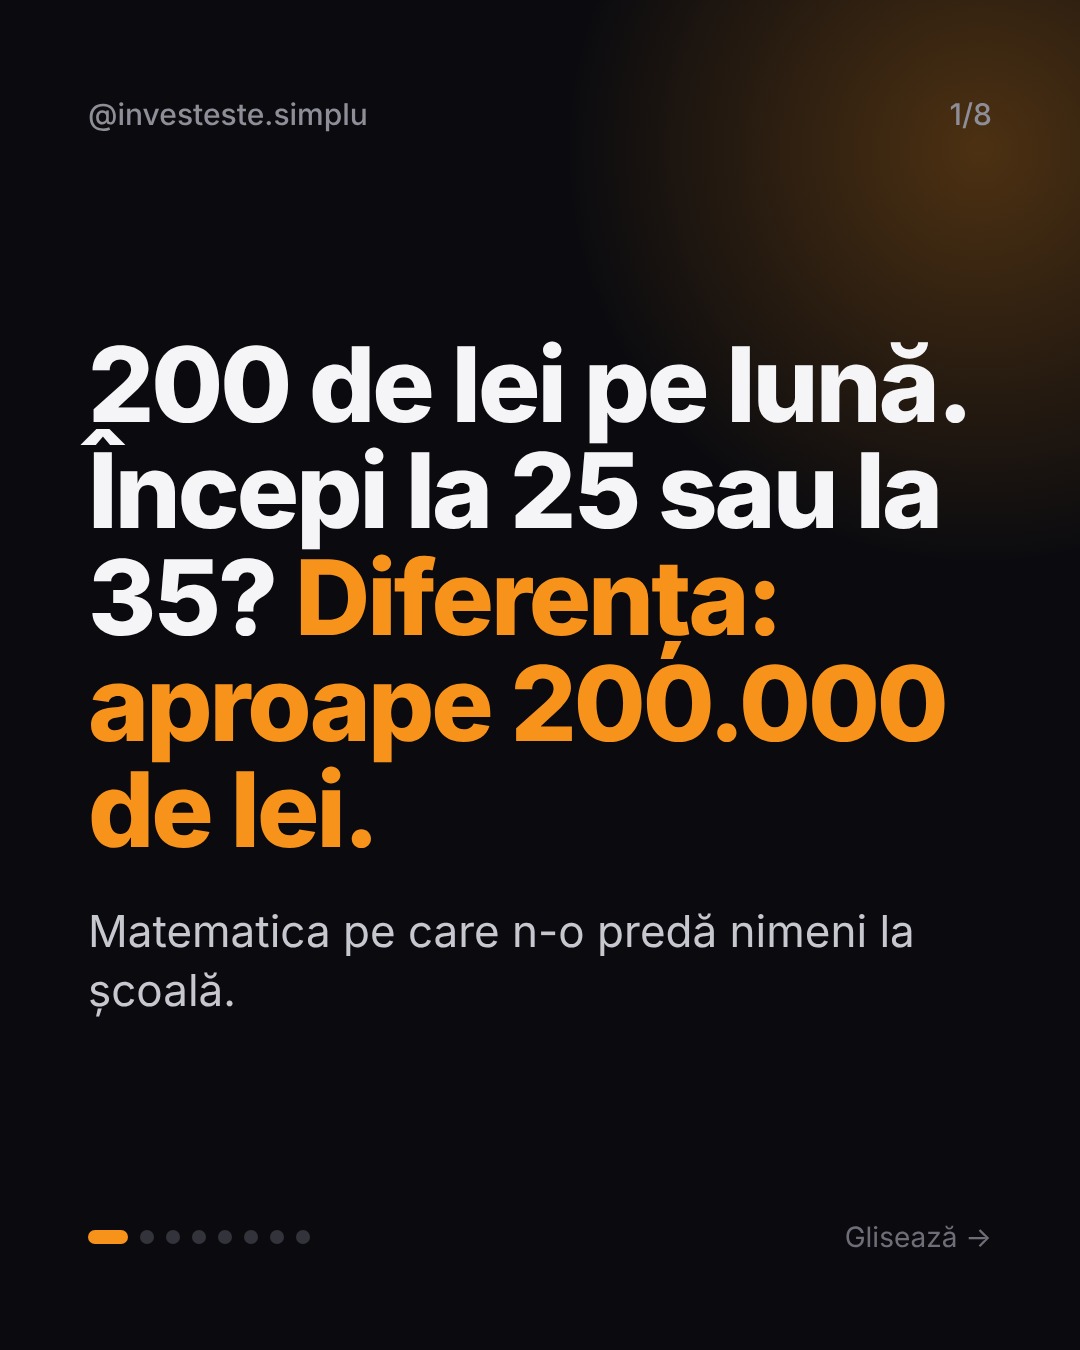 @investeste.simplu
1/8
200 de lei pe lună.
Începi la 25 sau la
35? Diferența:
aproape 200.000
de lei.
Matematica pe care n-o predă nimeni la
școală.
Glisează →